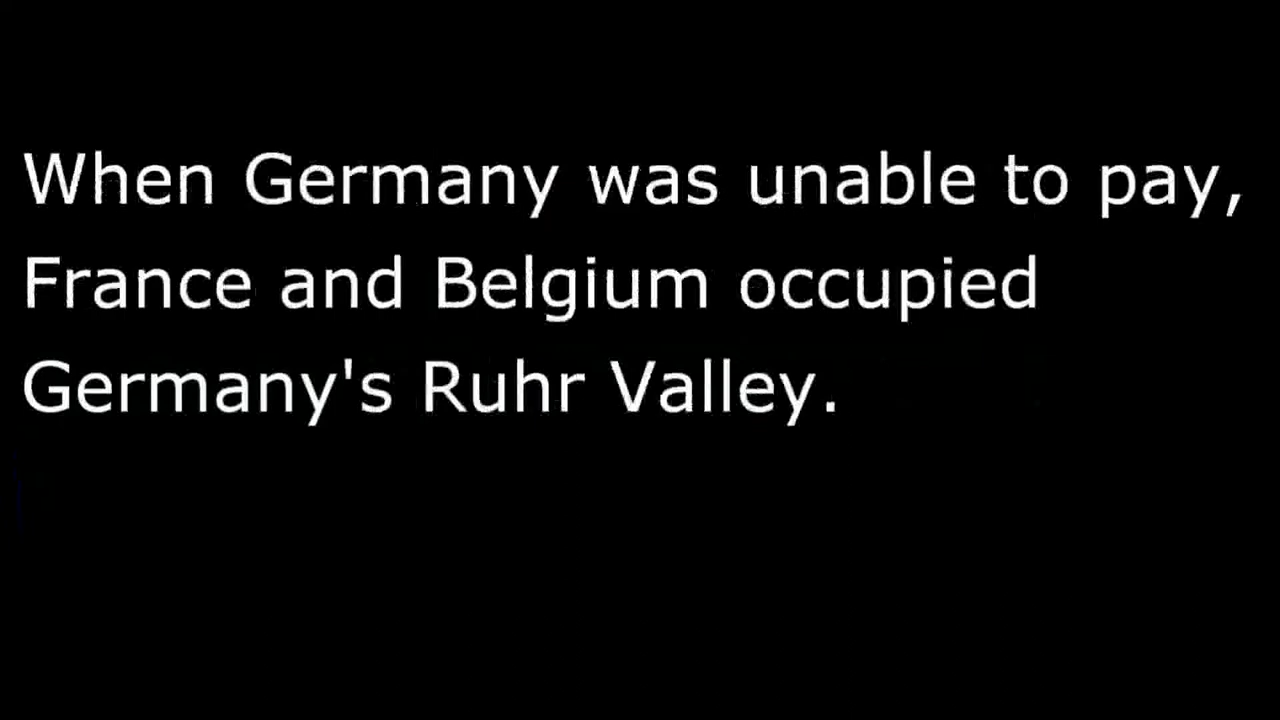 When Germany was unable to pay,
France and Belgium occupied
Germany's Ruhr Valley.